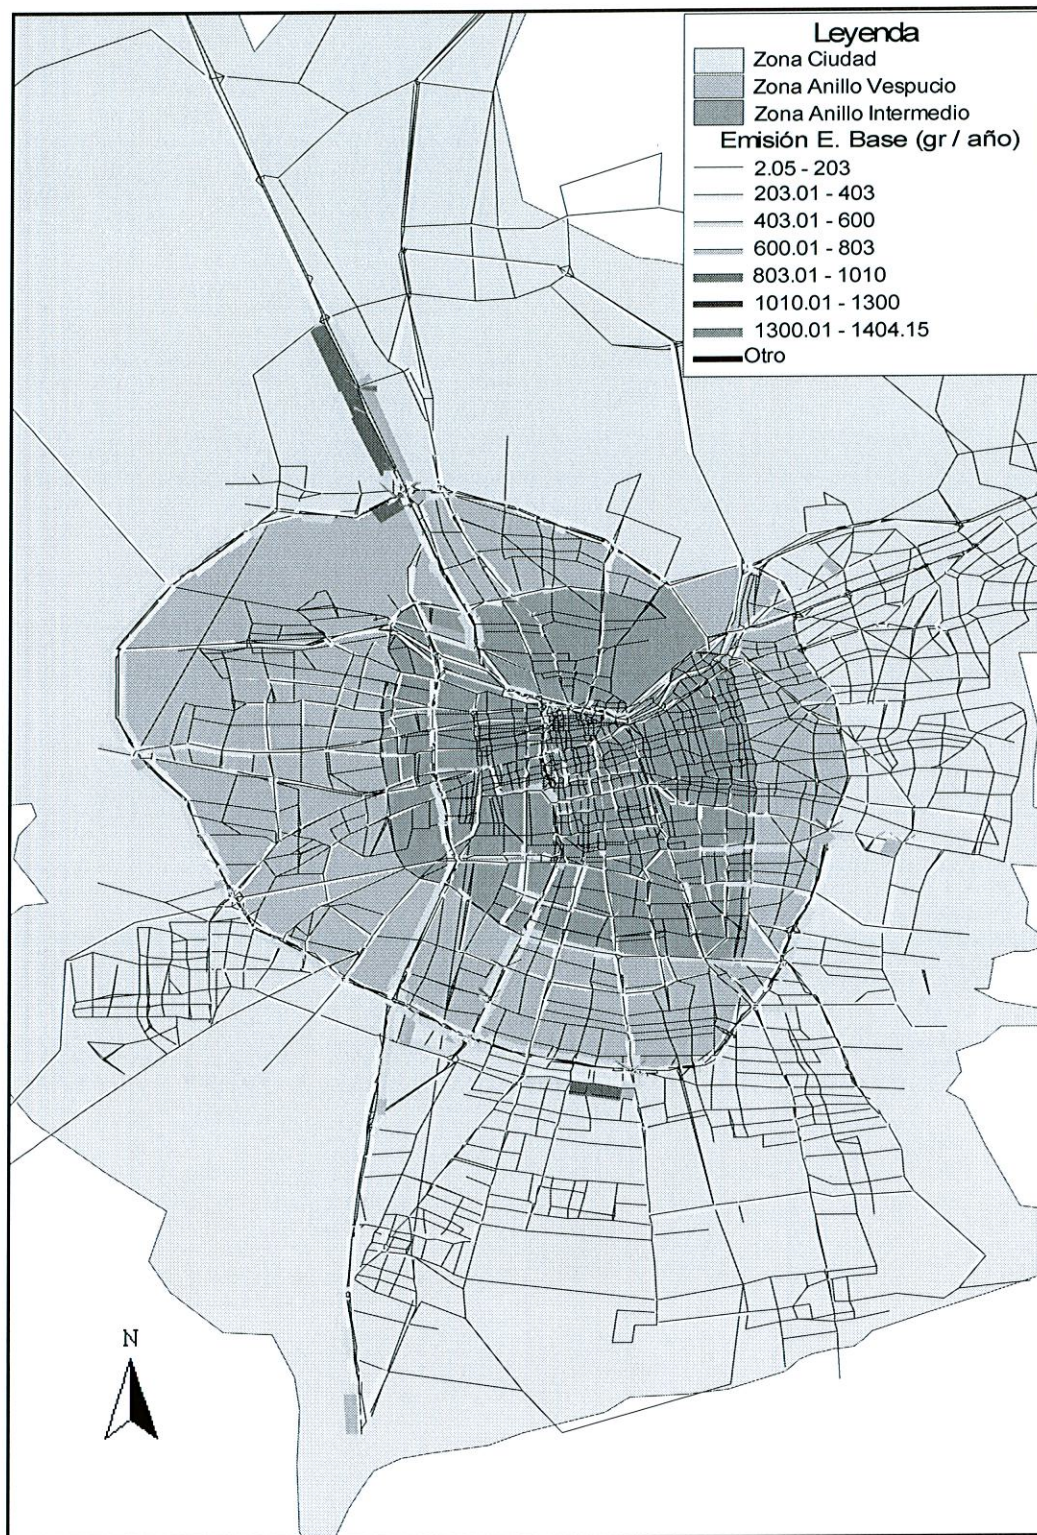 Leyenda
Zona Ciudad
Zona Anillo Vespucio
Zona Anillo Intermedio
Emisión E. Base (gr / año)
2.05 - 203
203.01 - 403
403.01 - 600
600.01 - 803
803.01 - 1010
1010.01 - 1300
1300.01 - 1404.15
Otro
N